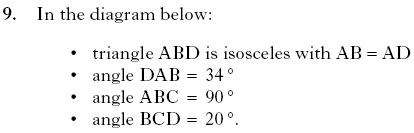 9. In the diagram below:
• triangle ABD is isosceles with AB = AD
• angle DAB = 34 °
• angle ABC = 90 °
• angle BCD = 20 °.